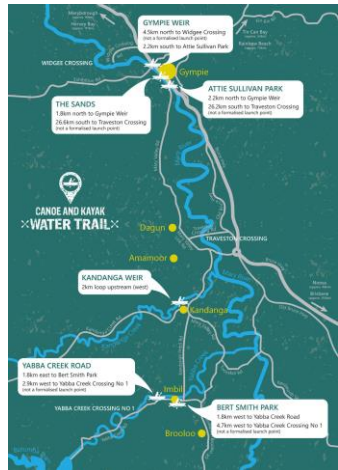 GYMPIE WEIR
4.5km north to Widgee Crossing
(not a formalised launch point)
2.2km south to Attie Sullivan Park
WIDGEE CROSSING
Gympie
THE SANDS
1.8km north to Gympie Weir
26.6km south to Traveston Crossing
(not a formalised launch point)
ATTIE SULLIVAN PARK
2.2km north to Gympie Weir
26.2km south to Traveston Crossing
(not a formalised launch point)
CANOE AND KAYAK
WATER TRAIL
Dagun
TRAVESTON CROSSING
Amamoor
KANDANGA WEIR
2km loop upstream (west)
Kandanga
YABBA CREEK ROAD
1.8km east to Bert Smith Park
2.9km west to Yabba Creek Crossing No 1
(not a formalised launch point)
Imbil
YABBA CREEK CROSSING NO 1
BERT SMITH PARK
1.8km west to Yabba Creek Road
4.7km west to Yabba Creek Crossing No 1
(not a formalised launch point)
Brooloo